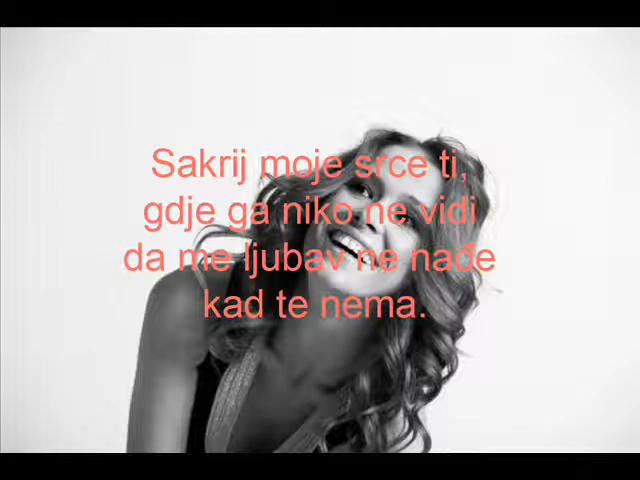 Sakrij moje srce ti,
gdje ga niko ne vidi
da me ljubav ne nađe
kad te nema.